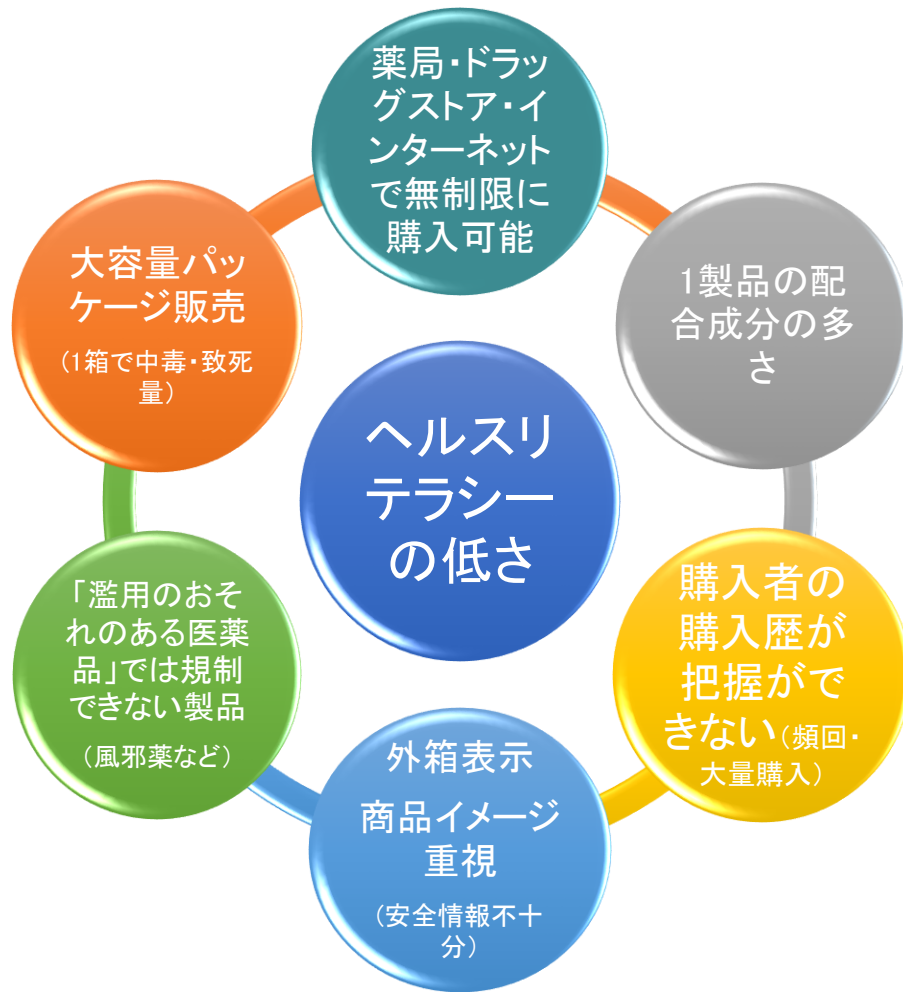 薬局・ドラッ
グストア・イ
ンターネット
で無制限に
購入可能
1製品の配
合成分の多
さ
購入者の
購入歴が
把握がで
きない(頻回・
大量購入)
外箱表示
商品イメージ
重視
(安全情報不十
分)
「濫用のおそ
れのある医薬
品」では規制
できない製品
(風邪薬など)
大容量パッ
ケージ販売
(1箱で中毒・致死
量)
ヘルスリ
テラシー
の低さ